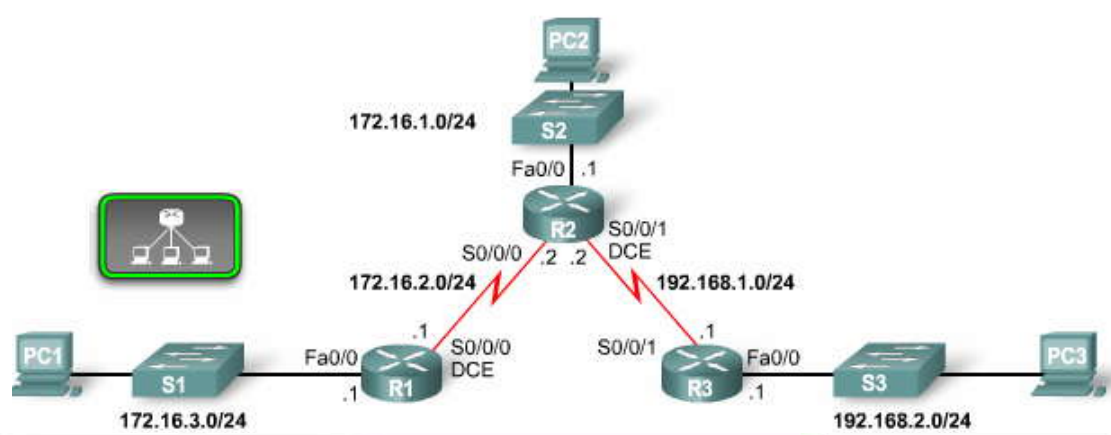 PC2
172.16.1.0/24
S2
Fa0/0 .1
R2
S0/0/1
DCE
S0/0/0
.2 .2
172.16.2.0/24
192.168.1.0/24
.1
.1
PC1
S1
Fa0/0
S0/0/0
DCE
.1
R1
S0/0/1
R3
Fa0/0
.1
S3
PC3
172.16.3.0/24
192.168.2.0/24